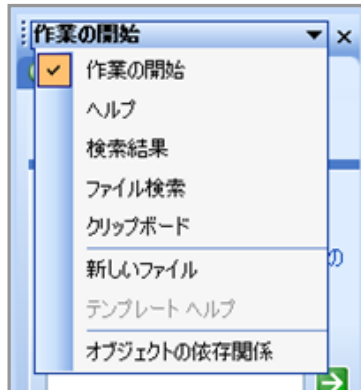 作業の開始
作業の開始
ヘルプ
検索結果
ファイル検索
クリップボード
新しいファイル
の
テンプレート ヘルプ
オブジェクトの依存関係